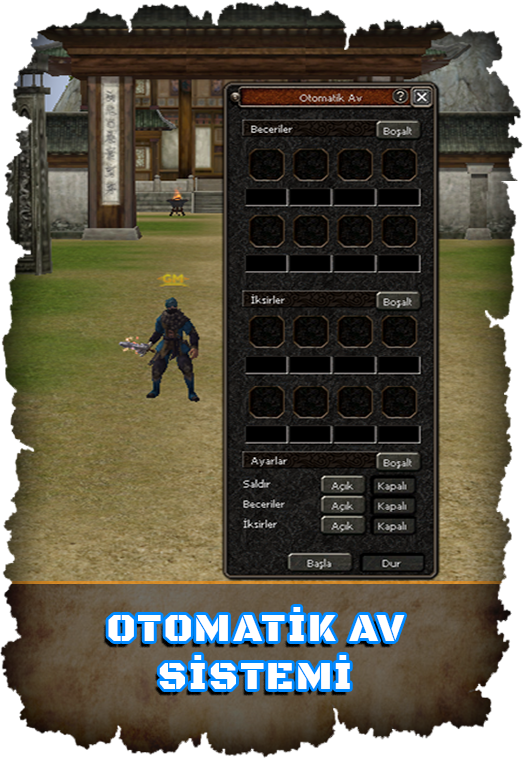 Otomatik Av ?
Beceriler Boşalt
İksirler Boşalt
Ayarlar Boşalt
Saldır Açık Kapalı
Beceriler Açık Kapalı
İksirler Açık Kapalı
Başla Dur
GM
OTOMATİK AV
SİSTEMİ